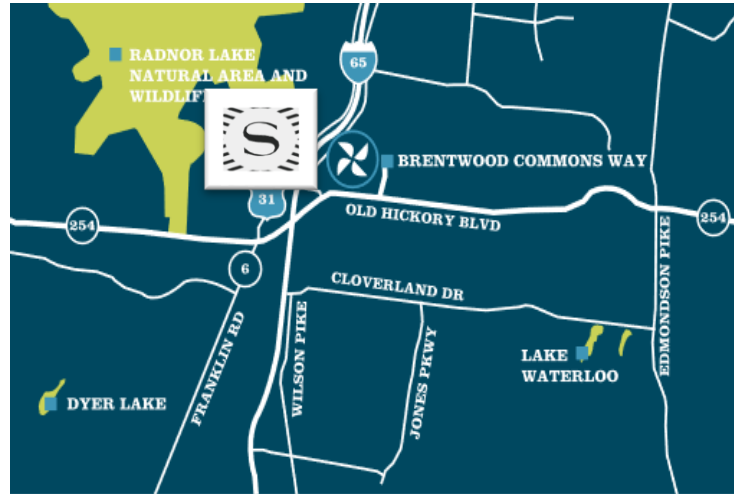 RADNOR LAKE
NATURAL AREA AND
65
S
BRENTWOOD COMMONS WAY
31
OLD HICKORY BLVD
254
254
6
CLOVERLAND DR
EDMONDSON PIKE
WILSON PIKE
FRANKLIN RD
JONES PKWY
LAKE
WATERLOO
DYER LAKE